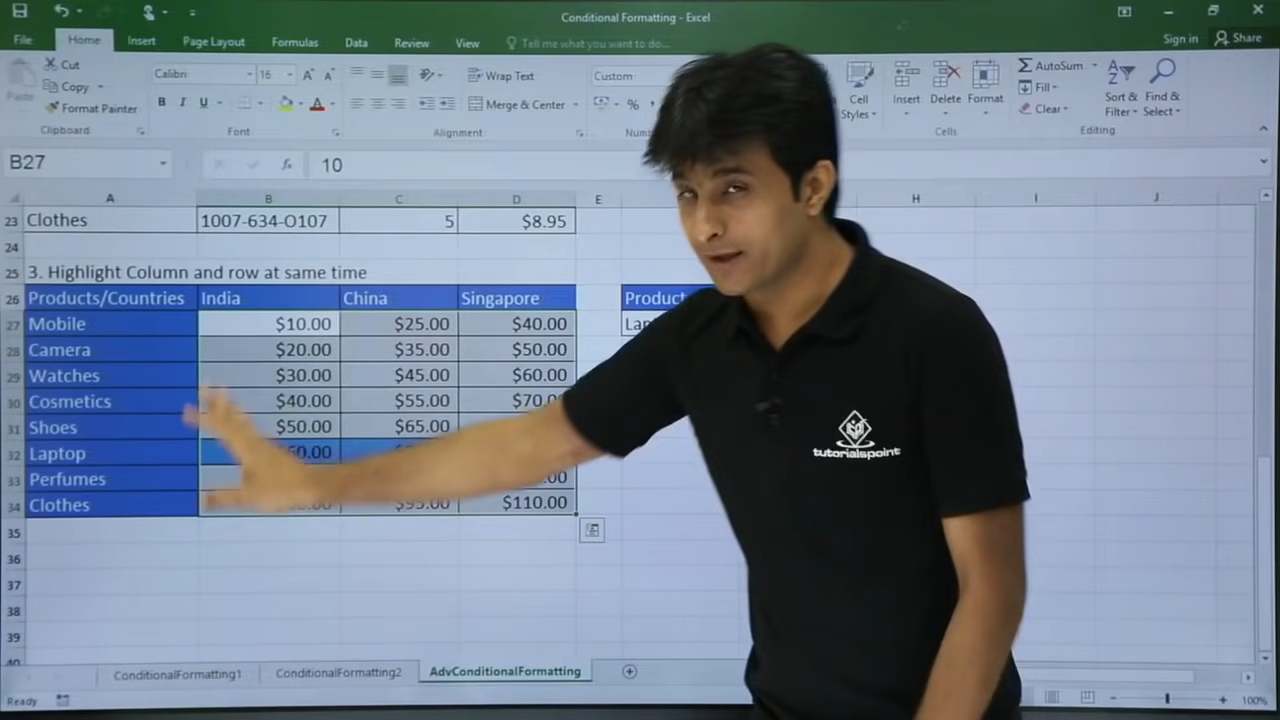 Conditional Formatting - Excel
File Home Insert Page Layout Formulas Data Review View Tell me what you want to do... Sign in Share
Cut
Copy
Format Painter
Paste
Clipboard
Calibri 16
B I U
Font
Wrap Text
Merge & Center
Alignment
Custom
%
Cell Styles
Insert Delete Format
Cells
AutoSum
Fill
Clear
Sort & Filter
Find & Select
Editing
B27 fx 10
A B C D E H I J
23 Clothes 1007-634-O107 5 $8.95
24
25 3. Highlight Column and row at same time
26 Products/Countries India China Singapore
27 Mobile $10.00 $25.00 $40.00
28 Camera $20.00 $35.00 $50.00
29 Watches $30.00 $45.00 $60.00
30 Cosmetics $40.00 $55.00
31 Shoes $50.00 $65.00
32 Laptop
33 Perfumes
34 Clothes $95.00 $110.00
35
36
37
38
39
40
tutorialspoint
ConditionalFormatting1 ConditionalFormatting2 AdvConditionalFormatting
Ready 100%